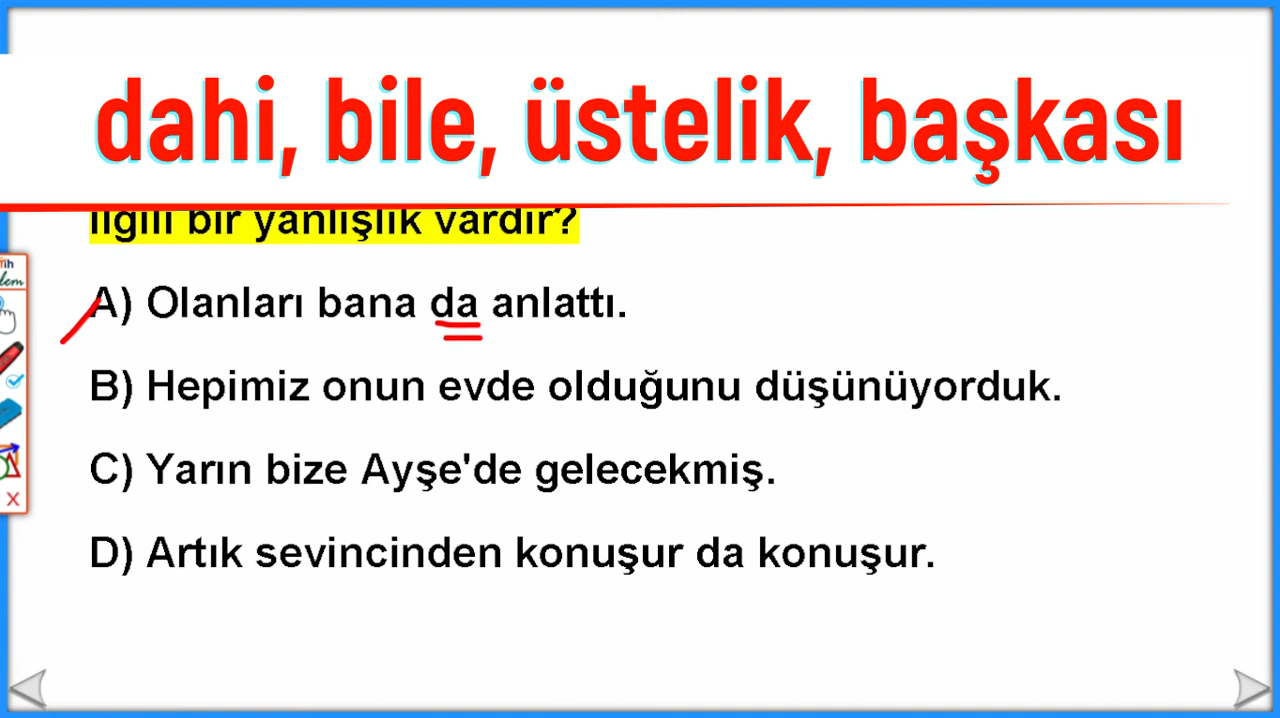 dahi, bile, üstelik, başkası
ilgili bir yanlışlık vardır?
A) Olanları bana da anlattı.
B) Hepimiz onun evde olduğunu düşünüyorduk.
C) Yarın bize Ayşe'de gelecekmiş.
D) Artık sevincinden konuşur da konuşur.